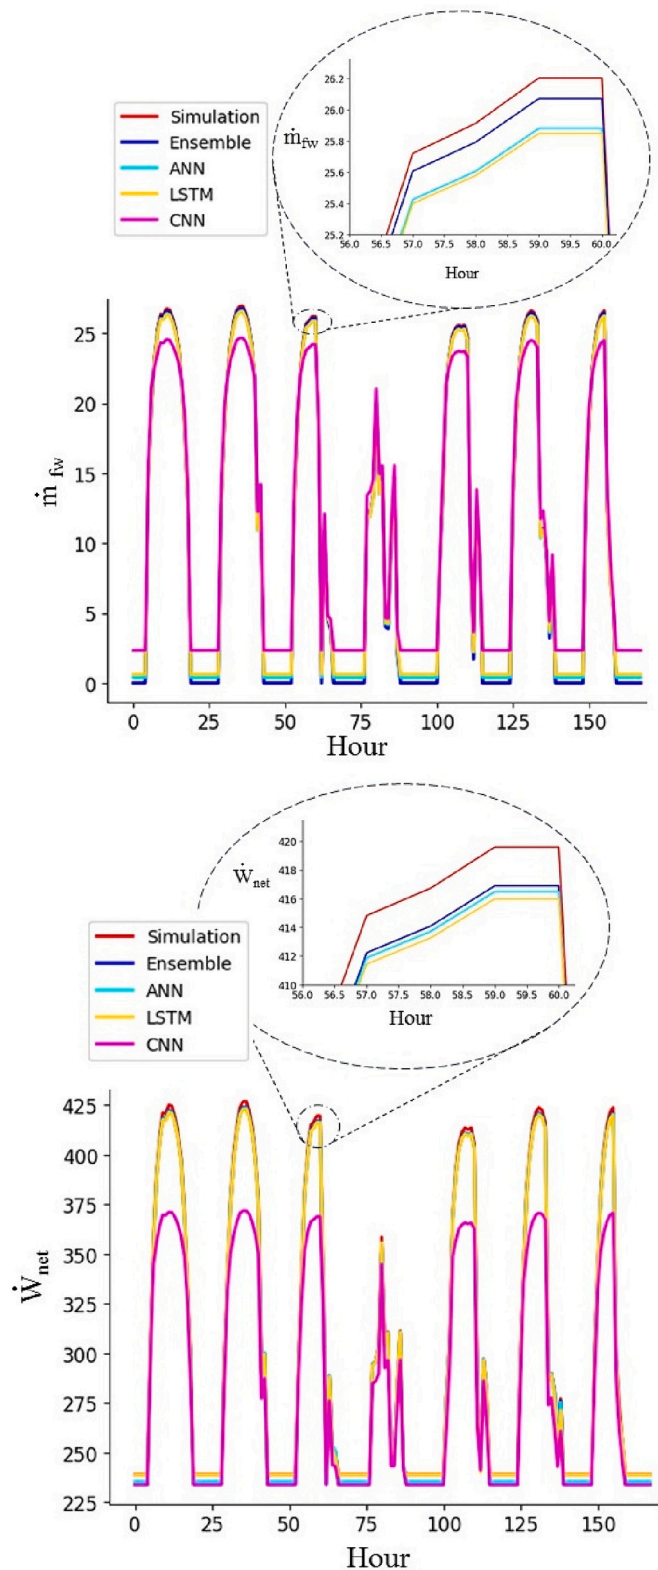 26.2
26.0
25.8
25.6
25.4
25.2
ṁfw
56.0 56.5 57.0 57.5 58.0 58.5 59.0 59.5 60.0
Hour
Simulation
Ensemble
ANN
LSTM
CNN
25
20
15
10
5
0
ṁ fw
0 25 50 75 100 125 150
Hour
420
418
416
414
412
410
Ẇnet
56.0 56.5 57.0 57.5 58.0 58.5 59.0 59.5 60.0
Hour
Simulation
Ensemble
ANN
LSTM
CNN
425
400
375
350
325
300
275
250
225
Ẇnet
0 25 50 75 100 125 150
Hour